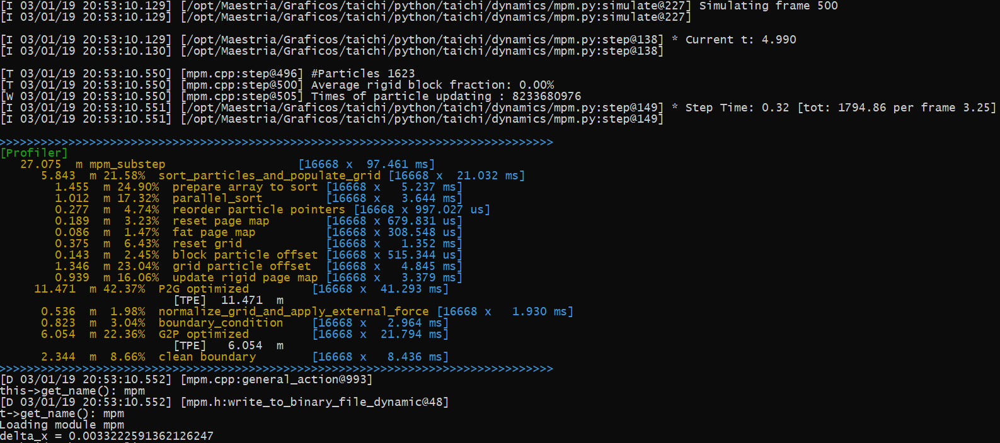 [I 03/01/19 20:53:10.129] [/opt/Maestria/Graficos/taichi/python/taichi/dynamics/mpm.py:simulate@227] Simulating frame 500
[I 03/01/19 20:53:10.129] [/opt/Maestria/Graficos/taichi/python/taichi/dynamics/mpm.py:simulate@227]
[I 03/01/19 20:53:10.129] [/opt/Maestria/Graficos/taichi/python/taichi/dynamics/mpm.py:step@138] * Current t: 4.990
[I 03/01/19 20:53:10.130] [/opt/Maestria/Graficos/taichi/python/taichi/dynamics/mpm.py:step@138]
[T 03/01/19 20:53:10.550] [mpm.cpp:step@496] #Particles 1623
[T 03/01/19 20:53:10.550] [mpm.cpp:step@500] Average rigid block fraction: 0.00%
[W 03/01/19 20:53:10.550] [mpm.cpp:step@505] Times of particle updating : 8233680976
[I 03/01/19 20:53:10.551] [/opt/Maestria/Graficos/taichi/python/taichi/dynamics/mpm.py:step@149] * Step Time: 0.32 [tot: 1794.86 per frame 3.25]
[I 03/01/19 20:53:10.551] [/opt/Maestria/Graficos/taichi/python/taichi/dynamics/mpm.py:step@149]
>>>>>>>>>>>>>>>>>>>>>>>>>>>>>>>>>>>>>>>>>>>>>>>>>>>>>>>>>>>>>>>>>>>>>>>>>>>>>>>>
[Profiler]
27.075 m mpm_substep [16668 x 97.461 ms]
5.843 m 21.58% sort_particles_and_populate_grid [16668 x 21.032 ms]
1.455 m 24.90% prepare array to sort [16668 x 5.237 ms]
1.012 m 17.32% parallel_sort [16668 x 3.644 ms]
0.277 m 4.74% reorder particle pointers [16668 x 997.027 us]
0.189 m 3.23% reset page map [16668 x 679.831 us]
0.086 m 1.47% fat page map [16668 x 308.548 us]
0.375 m 6.43% reset grid [16668 x 1.352 ms]
0.143 m 2.45% block particle offset [16668 x 515.344 us]
1.346 m 23.04% grid particle offset [16668 x 4.845 ms]
0.939 m 16.06% update rigid page map [16668 x 3.379 ms]
11.471 m 42.37% P2G optimized [16668 x 41.293 ms]
[TPE] 11.471 m
0.536 m 1.98% normalize_grid_and_apply_external_force [16668 x 1.930 ms]
0.823 m 3.04% boundary_condition [16668 x 2.964 ms]
6.054 m 22.36% G2P optimized [16668 x 21.794 ms]
[TPE] 6.054 m
2.344 m 8.66% clean boundary [16668 x 8.436 ms]
>>>>>>>>>>>>>>>>>>>>>>>>>>>>>>>>>>>>>>>>>>>>>>>>>>>>>>>>>>>>>>>>>>>>>>>>>>>>>>>>
[D 03/01/19 20:53:10.552] [mpm.cpp:general_action@993]
this->get_name(): mpm
[D 03/01/19 20:53:10.552] [mpm.h:write_to_binary_file_dynamic@48]
t->get_name(): mpm
Loading module mpm
delta_x = 0.0033222591362126247